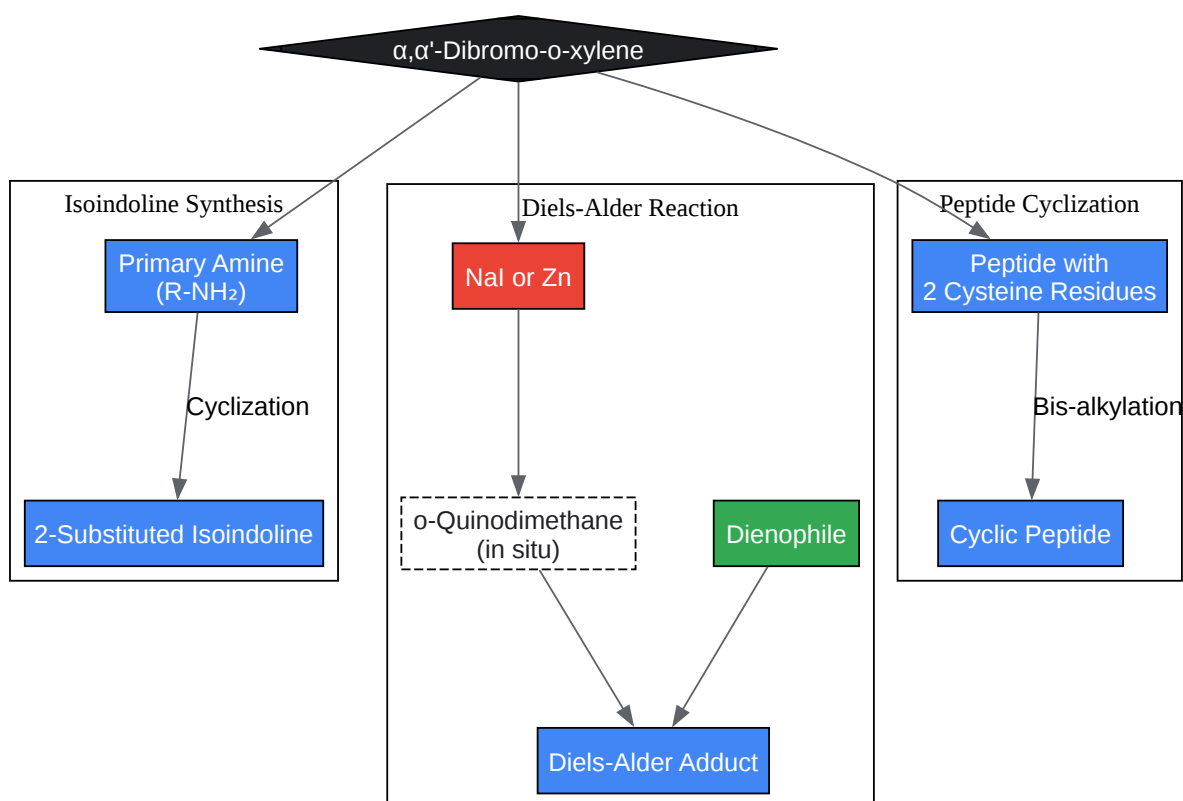 α,α'-Dibromo-o-xylene
Isoindoline Synthesis
Primary Amine
(R-NH₂)
Cyclization
2-Substituted Isoindoline
Diels-Alder Reaction
NaI or Zn
o-Quinodimethane
(in situ)
Dienophile
Diels-Alder Adduct
Peptide Cyclization
Peptide with
2 Cysteine Residues
Bis-alkylation
Cyclic Peptide